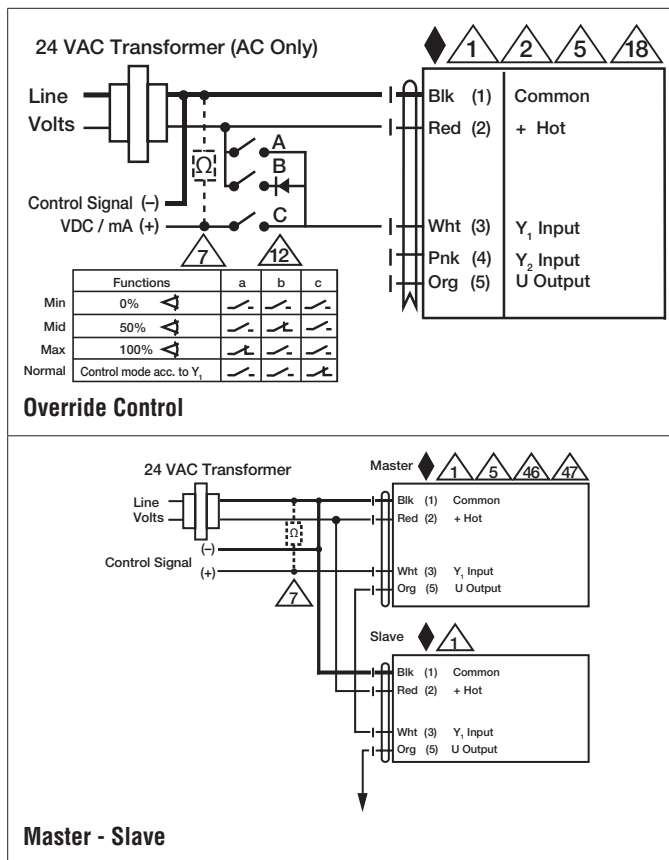 24 VAC Transformer (AC Only)
1 2 5 18
Line
Volts
Blk (1) Common
Red (2) + Hot
A
Ω
B
Control Signal (–)
VDC / mA (+)
C
Wht (3) Y₁ Input
Pnk (4) Y₂ Input
Org (5) U Output
7 12
Functions a b c
Min 0%
Mid 50%
Max 100%
Normal Control mode acc. to Y₁
Override Control
24 VAC Transformer
Master 1 5 46 47
Line
Volts
Blk (1) Common
Red (2) + Hot
Ω
(–)
Control Signal
(+)
Wht (3) Y₁ Input
Org (5) U Output
7
Slave 1
Blk (1) Common
Red (2) + Hot
Wht (3) Y₁ Input
Org (5) U Output
Master - Slave